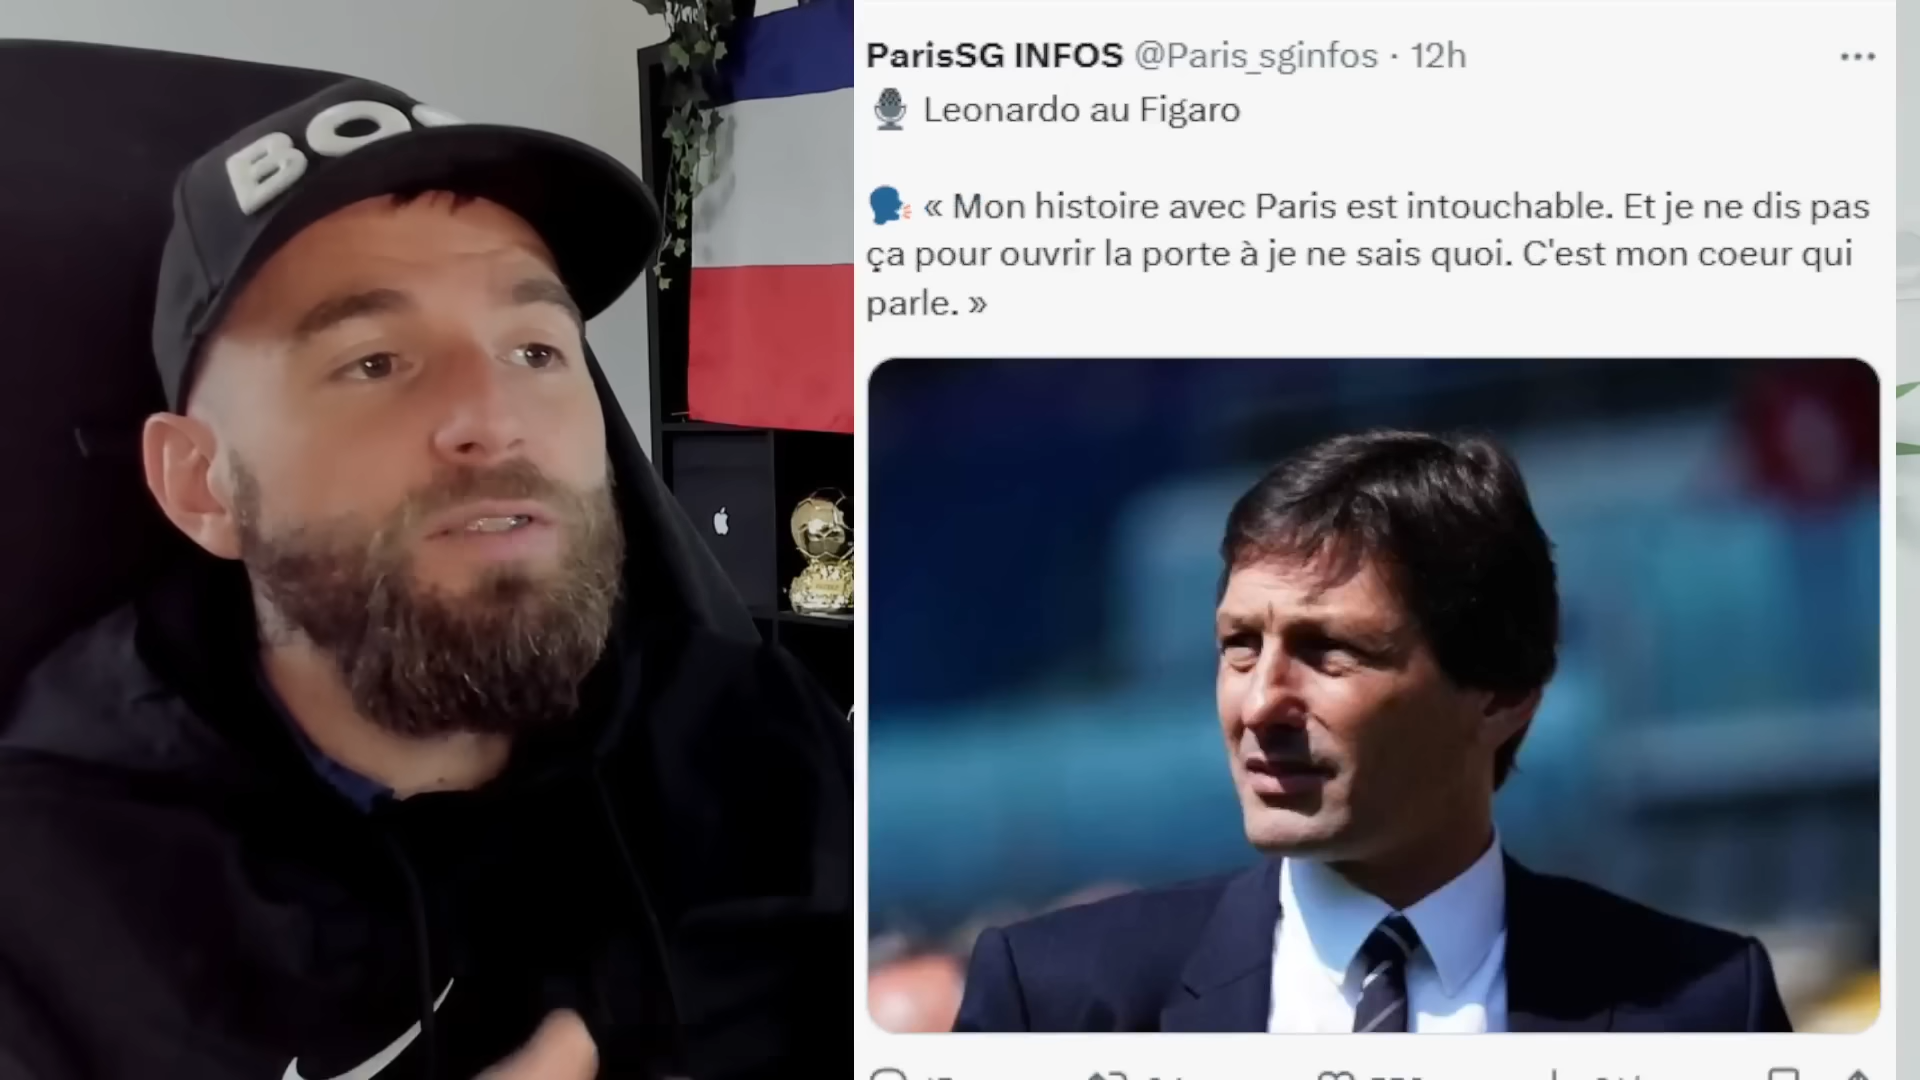 BO
ParisSG INFOS @Paris_sginfos · 12h
Leonardo au Figaro
« Mon histoire avec Paris est intouchable. Et je ne dis pas
ça pour ouvrir la porte à je ne sais quoi. C'est mon coeur qui
parle. »